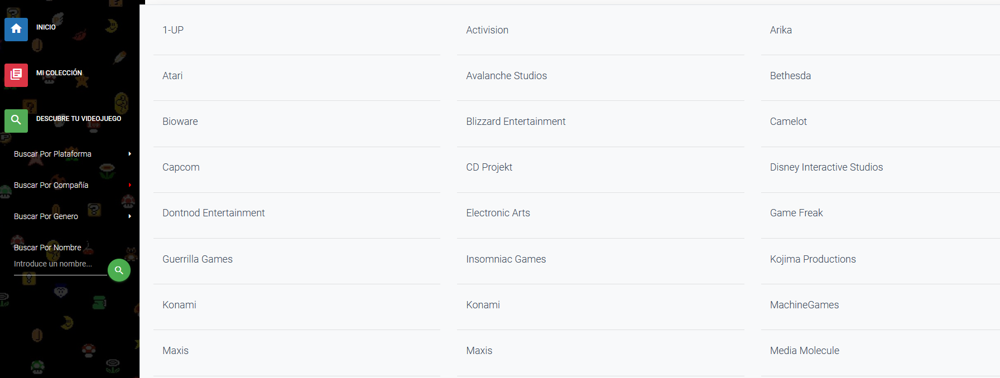 INICIO
MI COLECCIÓN
DESCUBRE TU VIDEOJUEGO
Buscar Por Plataforma
Buscar Por Compañía
Buscar Por Genero
Buscar Por Nombre
Introduce un nombre...
1-UP Activision Arika
Atari Avalanche Studios Bethesda
Bioware Blizzard Entertainment Camelot
Capcom CD Projekt Disney Interactive Studios
Dontnod Entertainment Electronic Arts Game Freak
Guerrilla Games Insomniac Games Kojima Productions
Konami Konami MachineGames
Maxis Maxis Media Molecule